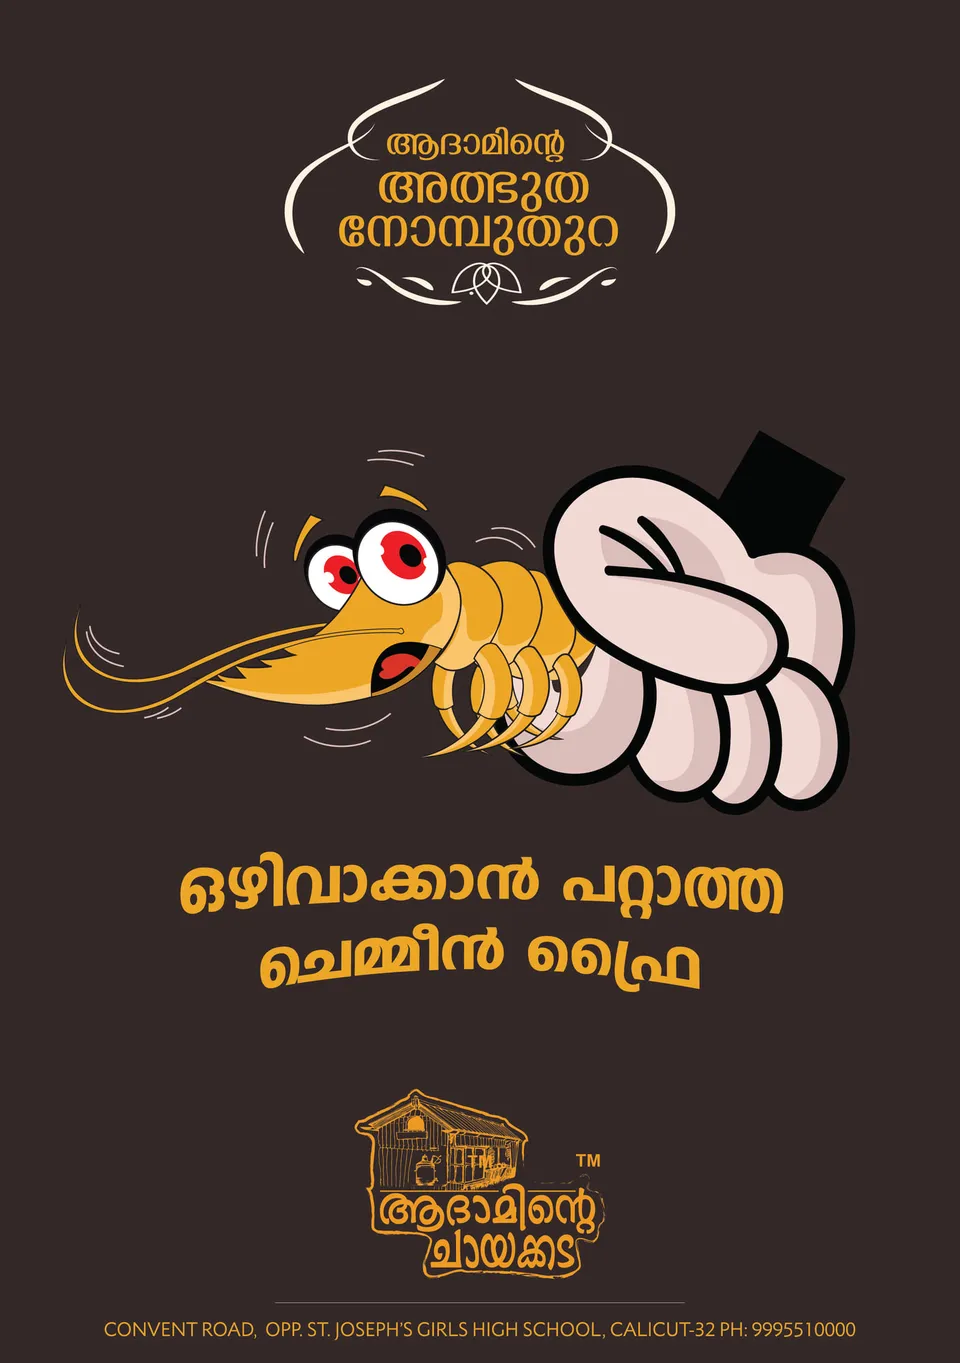 ആദാമിന്റെ
അത്ഭുത
നോമ്പുതുറ
ഒഴിവാക്കാൻ പറ്റാത്ത
ചെമ്മീൻ ഫ്രൈ
TM
TM
ആദാമിന്റെ
ചായക്കട
CONVENT ROAD, OPP. ST. JOSEPH'S GIRLS HIGH SCHOOL, CALICUT-32 PH: 9995510000